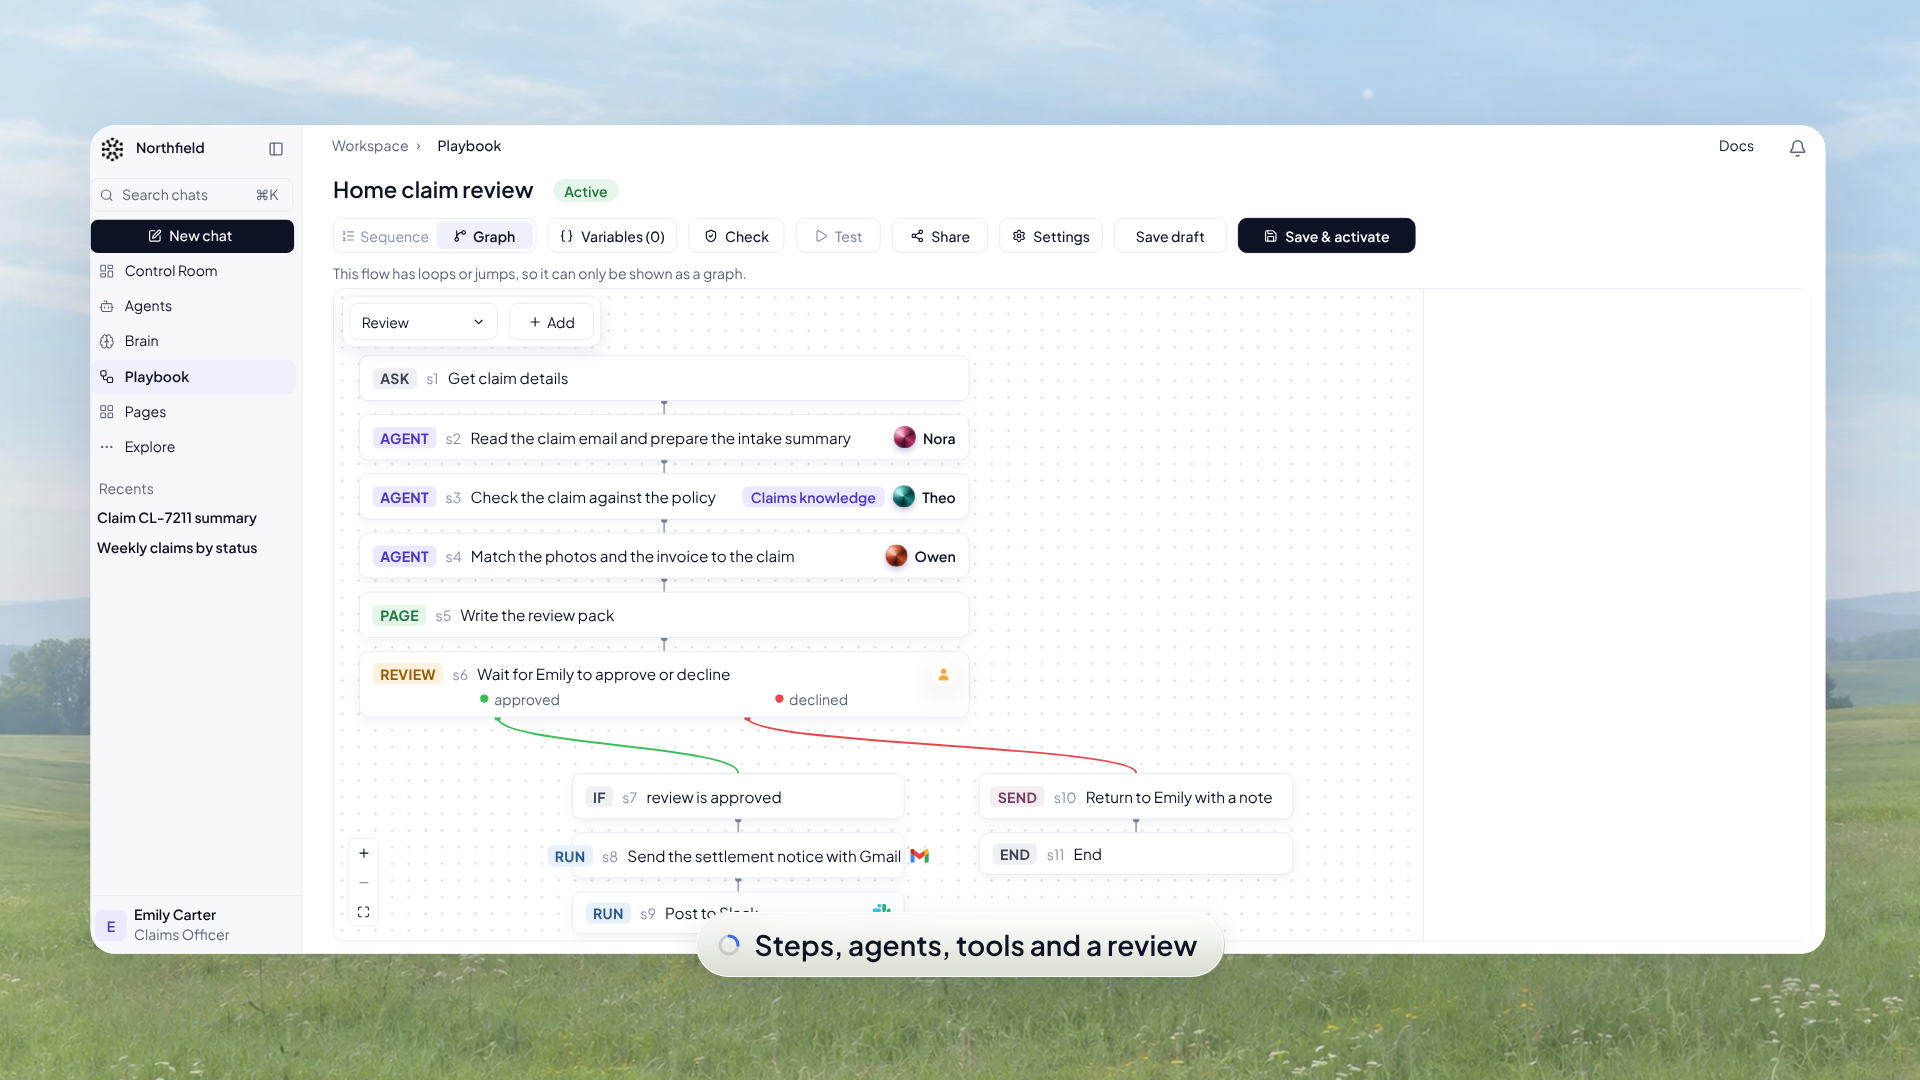 Northfield
Search chats ⌘K
New chat
Control Room
Agents
Brain
Playbook
Pages
Explore
Recents
Claim CL-7211 summary
Weekly claims by status
E
Emily Carter
Claims Officer
Workspace › Playbook
Docs
Home claim review Active
Sequence Graph Variables (0) Check Test Share Settings Save draft Save & activate
This flow has loops or jumps, so it can only be shown as a graph.
Review + Add
ASK s1 Get claim details
AGENT s2 Read the claim email and prepare the intake summary Nora
AGENT s3 Check the claim against the policy Claims knowledge Theo
AGENT s4 Match the photos and the invoice to the claim Owen
PAGE s5 Write the review pack
REVIEW s6 Wait for Emily to approve or decline
approved declined
IF s7 review is approved
SEND s10 Return to Emily with a note
RUN s8 Send the settlement notice with Gmail
END s11 End
RUN s9 Post to Slack
Steps, agents, tools and a review